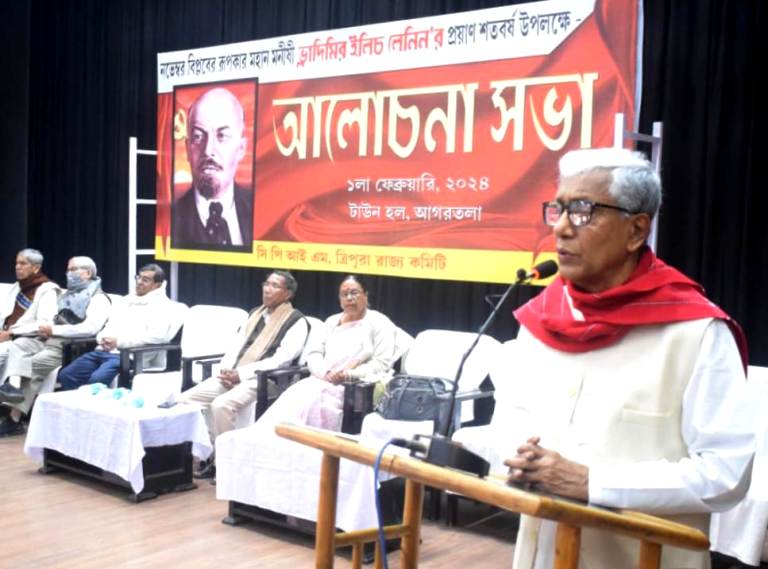 নভেম্বর বিপ্লবের রূপকার মহান মনীষী ভ্লাদিমির ইলিচ লেনিন'র প্রয়াণ শতবর্ষ উপলক্ষে -
আলোচনা সভা
১লা ফেব্রুয়ারি, ২০২৪
টাউন হল, আগরতলা
সি পি আই এম, ত্রিপুরা রাজ্য কমিটি